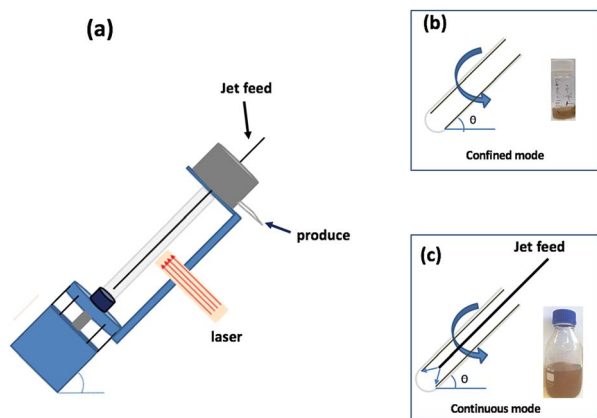 (a)
Jet feed
produce
laser
(b)
θ
Confined mode
(c)
Jet feed
θ
Continuous mode